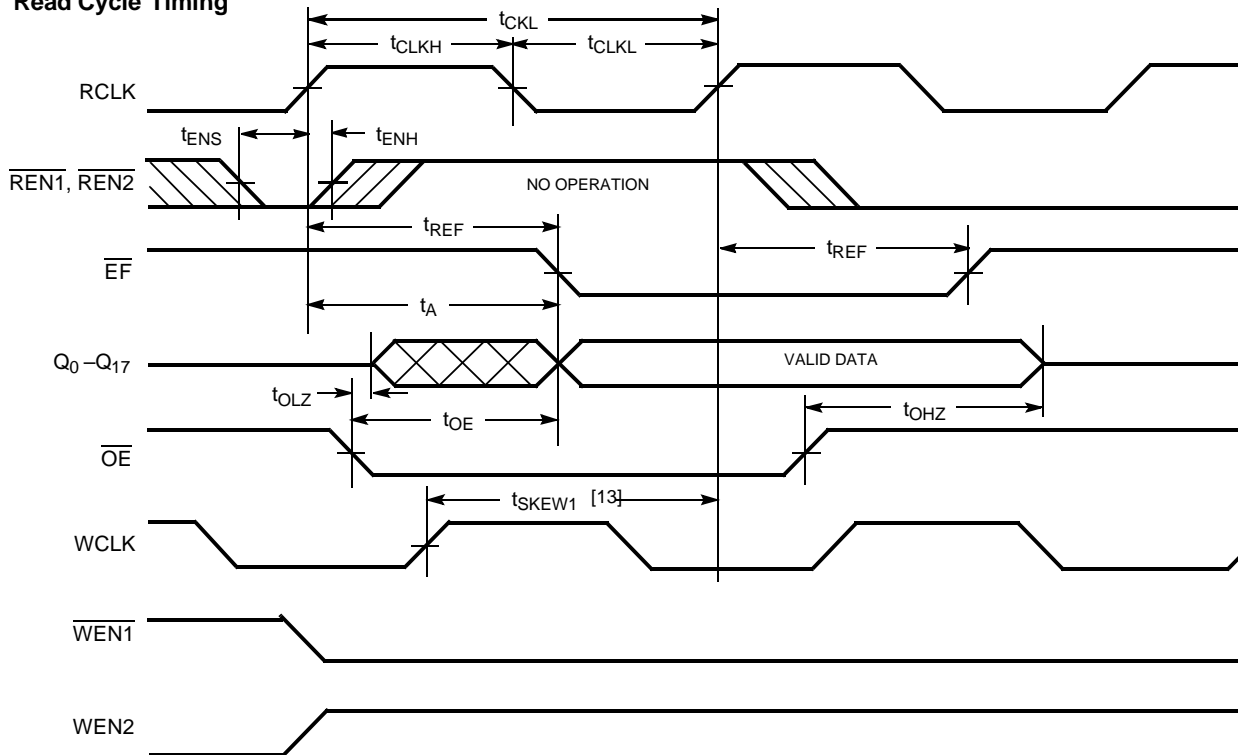 Read Cycle Timing
tCKL
tCLKH
tCLKL
RCLK
tENS
tENH
REN1, REN2
NO OPERATION
tREF
tREF
EF
tA
Q0 –Q17
VALID DATA
tOLZ
tOE
tOHZ
OE
tSKEW1 [13]
WCLK
WEN1
WEN2